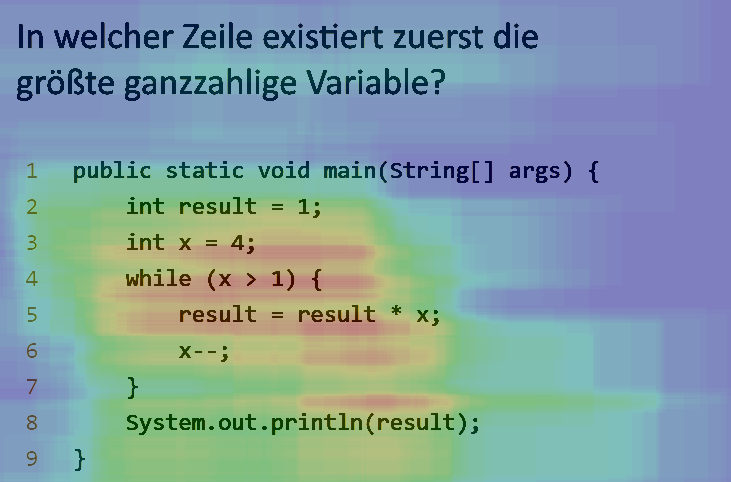 In welcher Zeile existiert zuerst die
größte ganzzahlige Variable?
1 public static void main(String[] args) {
2 int result = 1;
3 int x = 4;
4 while (x > 1) {
5 result = result * x;
6 x--;
7 }
8 System.out.println(result);
9 }